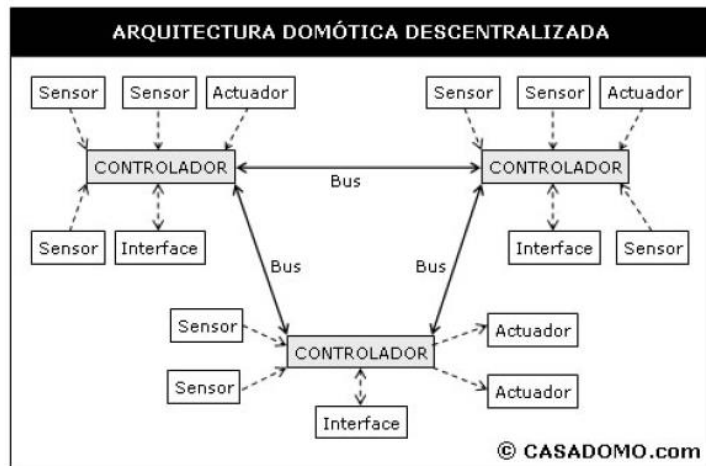 ARQUITECTURA DOMÓTICA DESCENTRALIZADA
Sensor Sensor Actuador Sensor Sensor Actuador
CONTROLADOR CONTROLADOR
Bus
Sensor Interface Interface Sensor
Bus Bus
Sensor Actuador
CONTROLADOR
Sensor Actuador
Interface
© CASADOMO.com